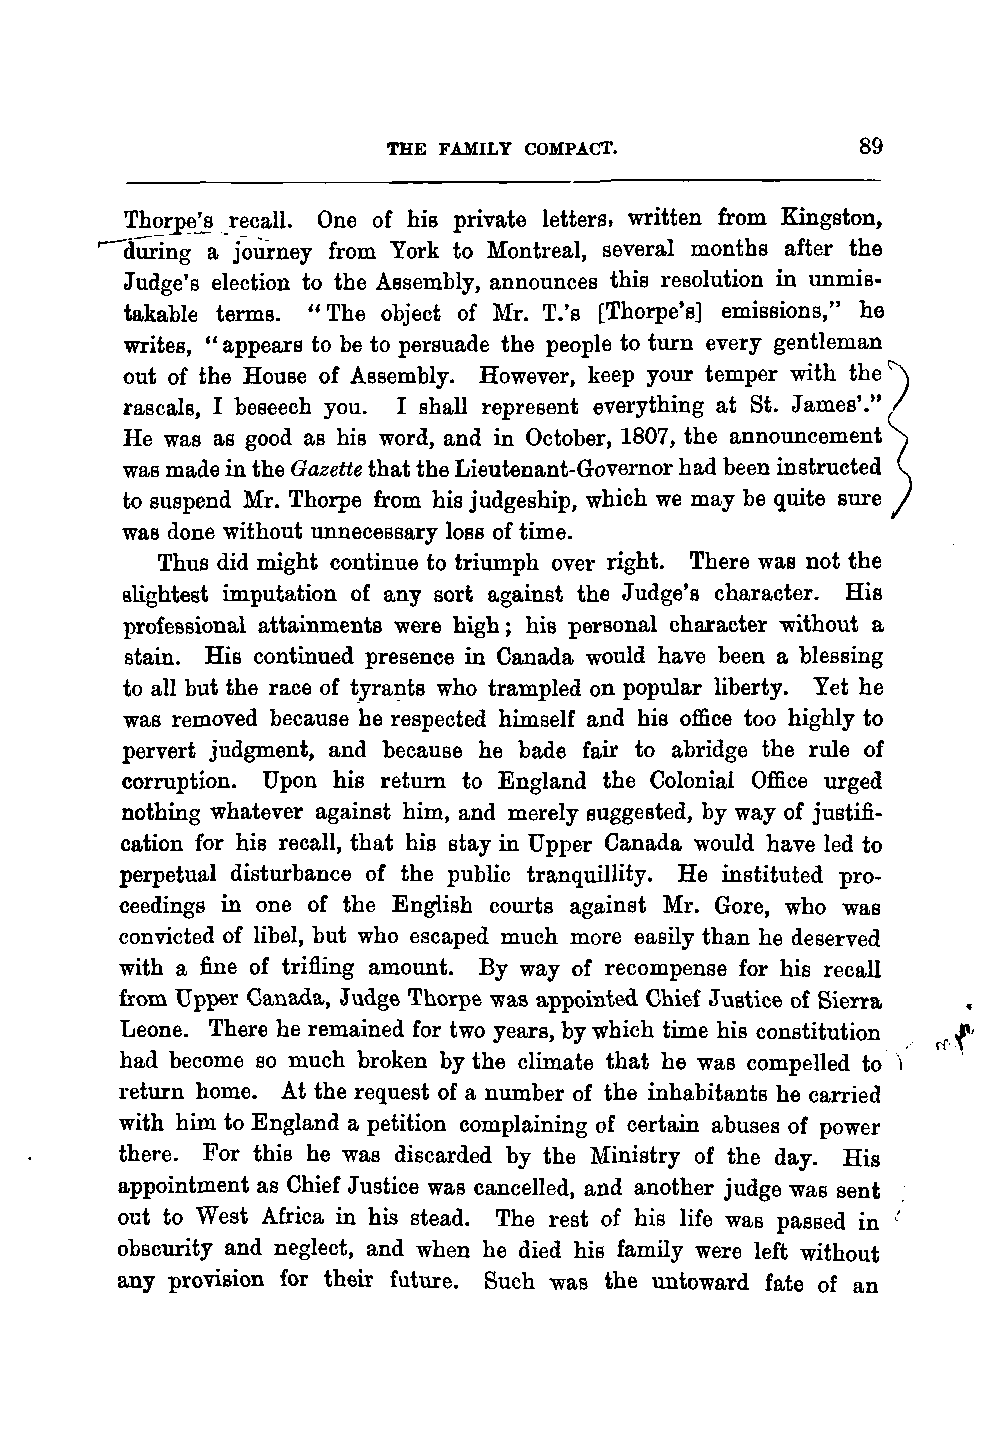 THE FAMILY COMPACT. 89
Thorpe's recall. One of his private letters, written from Kingston,
during a journey from York to Montreal, several months after the
Judge's election to the Assembly, announces this resolution in unmis-
takable terms. "The object of Mr. T.'s [Thorpe's] emissions," he
writes, "appears to be to persuade the people to turn every gentleman
out of the House of Assembly. However, keep your temper with the
rascals, I beseech you. I shall represent everything at St. James'."
He was as good as his word, and in October, 1807, the announcement
was made in the Gazette that the Lieutenant-Governor had been instructed
to suspend Mr. Thorpe from his judgeship, which we may be quite sure
was done without unnecessary loss of time.
Thus did might continue to triumph over right. There was not the
slightest imputation of any sort against the Judge's character. His
professional attainments were high; his personal character without a
stain. His continued presence in Canada would have been a blessing
to all but the race of tyrants who trampled on popular liberty. Yet he
was removed because he respected himself and his office too highly to
pervert judgment, and because he bade fair to abridge the rule of
corruption. Upon his return to England the Colonial Office urged
nothing whatever against him, and merely suggested, by way of justifi-
cation for his recall, that his stay in Upper Canada would have led to
perpetual disturbance of the public tranquillity. He instituted pro-
ceedings in one of the English courts against Mr. Gore, who was
convicted of libel, but who escaped much more easily than he deserved
with a fine of trifling amount. By way of recompense for his recall
from Upper Canada, Judge Thorpe was appointed Chief Justice of Sierra
Leone. There he remained for two years, by which time his constitution
had become so much broken by the climate that he was compelled to
return home. At the request of a number of the inhabitants he carried
with him to England a petition complaining of certain abuses of power
there. For this he was discarded by the Ministry of the day. His
appointment as Chief Justice was cancelled, and another judge was sent
out to West Africa in his stead. The rest of his life was passed in
obscurity and neglect, and when he died his family were left without
any provision for their future. Such was the untoward fate of an